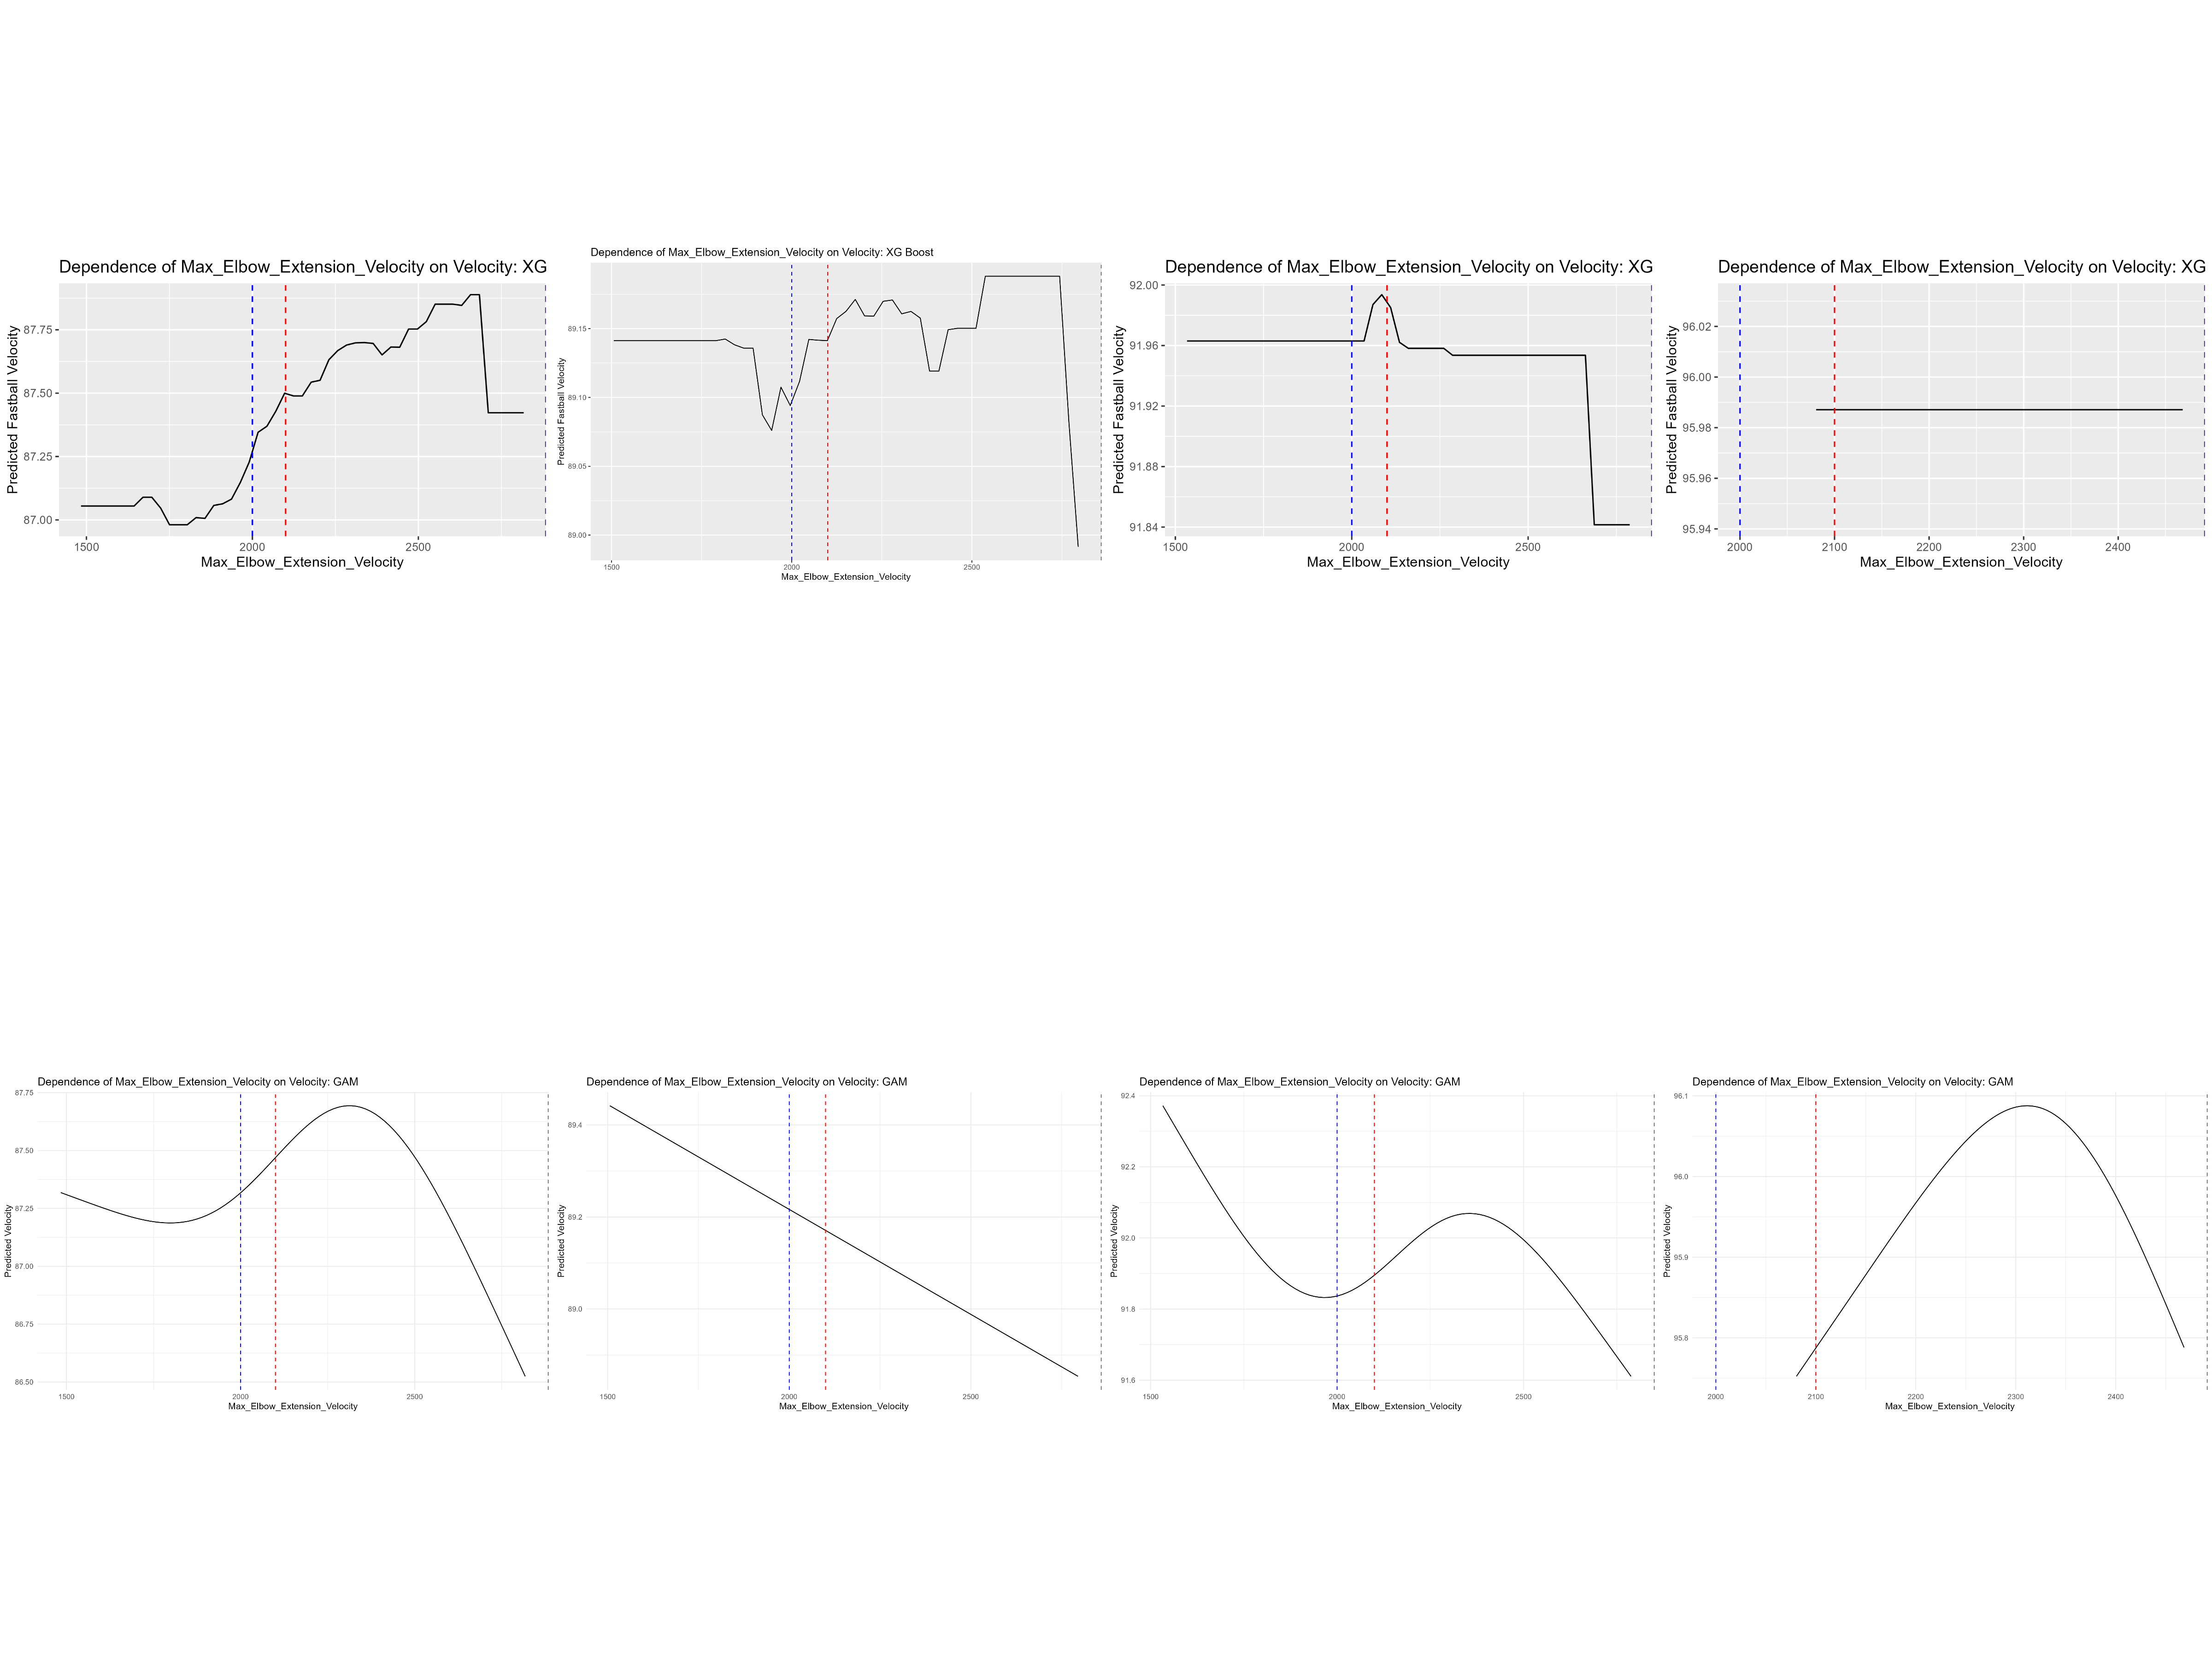 Dependence of Max_Elbow_Extension_Velocity on Velocity: XG
Predicted Fastball Velocity
87.75
87.50
87.25
87.00
1500
2000
2500
Max_Elbow_Extension_Velocity
Dependence of Max_Elbow_Extension_Velocity on Velocity: XG Boost
Predicted Fastball Velocity
89.15
89.10
89.05
89.00
1500
2000
2500
Max_Elbow_Extension_Velocity
Dependence of Max_Elbow_Extension_Velocity on Velocity: XG
Predicted Fastball Velocity
92.00
91.96
91.92
91.88
91.84
1500
2000
2500
Max_Elbow_Extension_Velocity
Dependence of Max_Elbow_Extension_Velocity on Velocity: XG
Predicted Fastball Velocity
96.02
96.00
95.98
95.96
95.94
2000
2100
2200
2300
2400
Max_Elbow_Extension_Velocity
Dependence of Max_Elbow_Extension_Velocity on Velocity: GAM
Predicted Velocity
87.75
87.50
87.25
87.00
86.75
86.50
1500
2000
2500
Max_Elbow_Extension_Velocity
Dependence of Max_Elbow_Extension_Velocity on Velocity: GAM
Predicted Velocity
89.4
89.2
89.0
1500
2000
2500
Max_Elbow_Extension_Velocity
Dependence of Max_Elbow_Extension_Velocity on Velocity: GAM
Predicted Velocity
92.4
92.2
92.0
91.8
91.6
1500
2000
2500
Max_Elbow_Extension_Velocity
Dependence of Max_Elbow_Extension_Velocity on Velocity: GAM
Predicted Velocity
96.1
96.0
95.9
95.8
2000
2100
2200
2300
2400
Max_Elbow_Extension_Velocity